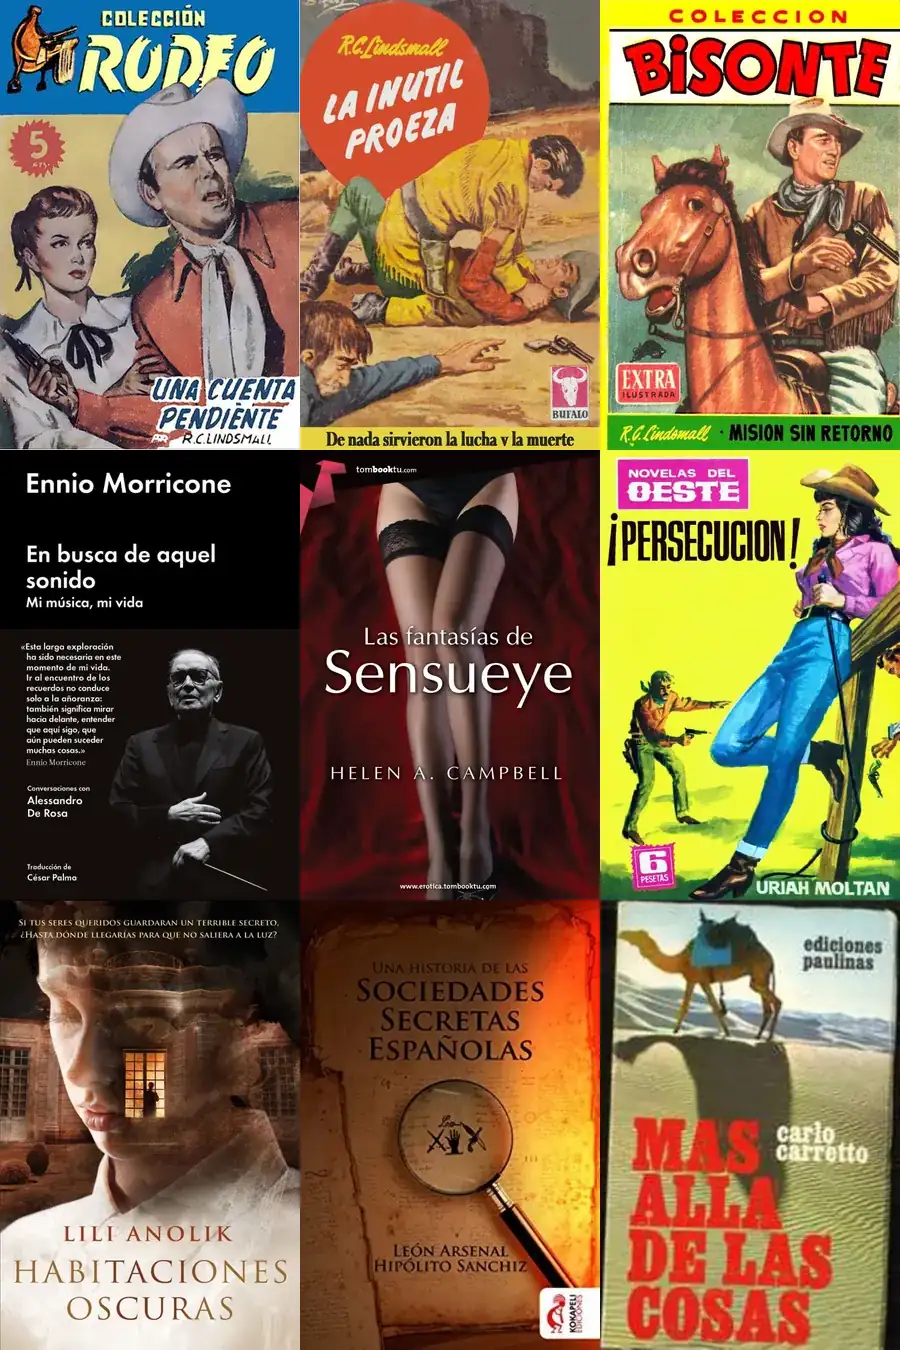 COLECCIÓN
RODEO
5
PTS.
UNA CUENTA
PENDIENTE
R.C.LINDSMALL
R.C.Lindsmall
LA INUTIL
PROEZA
BUFALO
De nada sirvieron la lucha y la muerte
COLECCION
BiSONTE
EXTRA
ILUSTRADA
R.C.Lindsmall · MISION SIN RETORNO
Ennio Morricone
En busca de aquel
sonido
Mi música, mi vida
«Esta larga exploración
ha sido necesaria en este
momento de mi vida.
Ir al encuentro de los
recuerdos no conduce
solo a la añoranza:
también significa mirar
hacia delante, entender
que aquí sigo, que
aún pueden suceder
muchas cosas.»
Ennio Morricone
Conversaciones con
Alessandro
De Rosa
Traducción de
César Palma
tombooktu.com
Las fantasías de
Sensueye
HELEN A. CAMPBELL
www.erotica.tombooktu.com
NOVELAS DEL
OESTE
¡PERSECUCION!
6
PESETAS
URIAH MOLTAN
SI TUS SERES QUERIDOS GUARDARAN UN TERRIBLE SECRETO,
¿HASTA DÓNDE LLEGARÍAS PARA QUE NO SALIERA A LA LUZ?
LILI ANOLIK
HABITACIONES
OSCURAS
UNA HISTORIA DE LAS
SOCIEDADES
SECRETAS
ESPAÑOLAS
LEÓN ARSENAL
HIPÓLITO SANCHIZ
KOKAPELI
EDICIONES
ediciones
paulinas
MAS
ALLA
DE LAS
COSAS
carlo
carretto